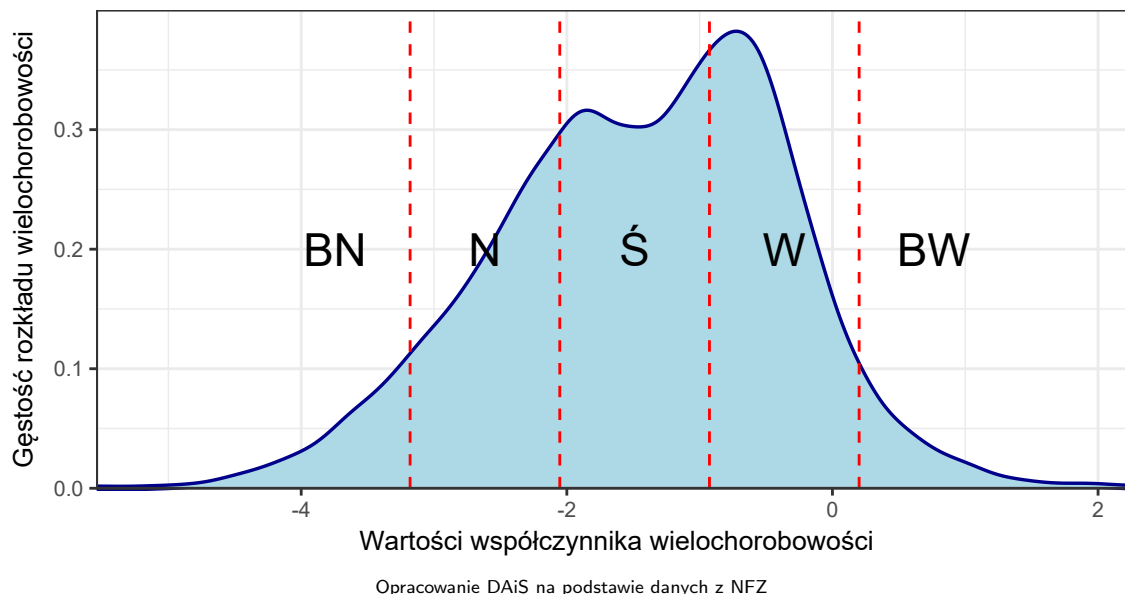 Gęstość rozkładu wielochorobowości
0.3
0.2
0.1
0.0
BN N Ś W BW
-4 -2 0 2
Wartości współczynnika wielochorobowości
Opracowanie DAiS na podstawie danych z NFZ